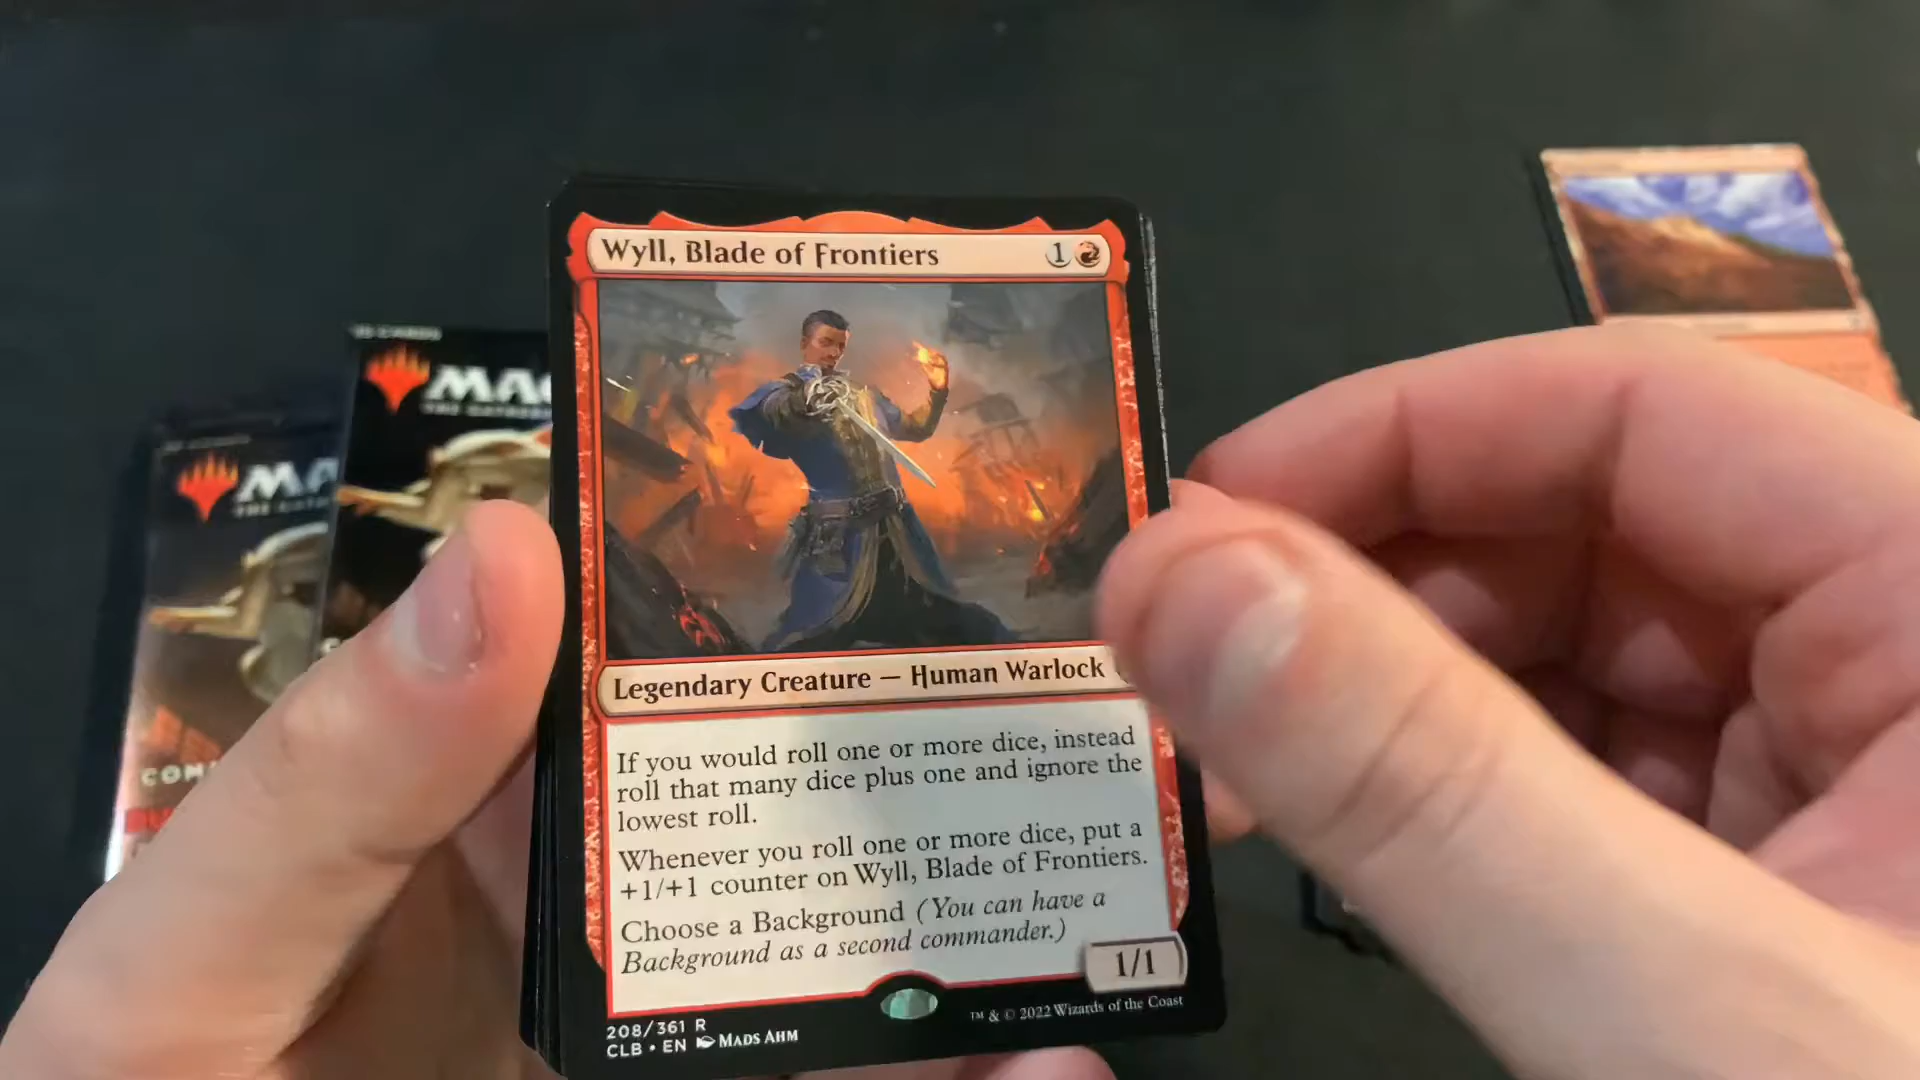 Wyll, Blade of Frontiers 1
Legendary Creature — Human Warlock
If you would roll one or more dice, instead
roll that many dice plus one and ignore the
lowest roll.
Whenever you roll one or more dice, put a
+1/+1 counter on Wyll, Blade of Frontiers.
Choose a Background (You can have a
Background as a second commander.)
1/1
208/361 R
CLB • EN MADS AHM
™ & © 2022 Wizards of the Coast
MA
COM